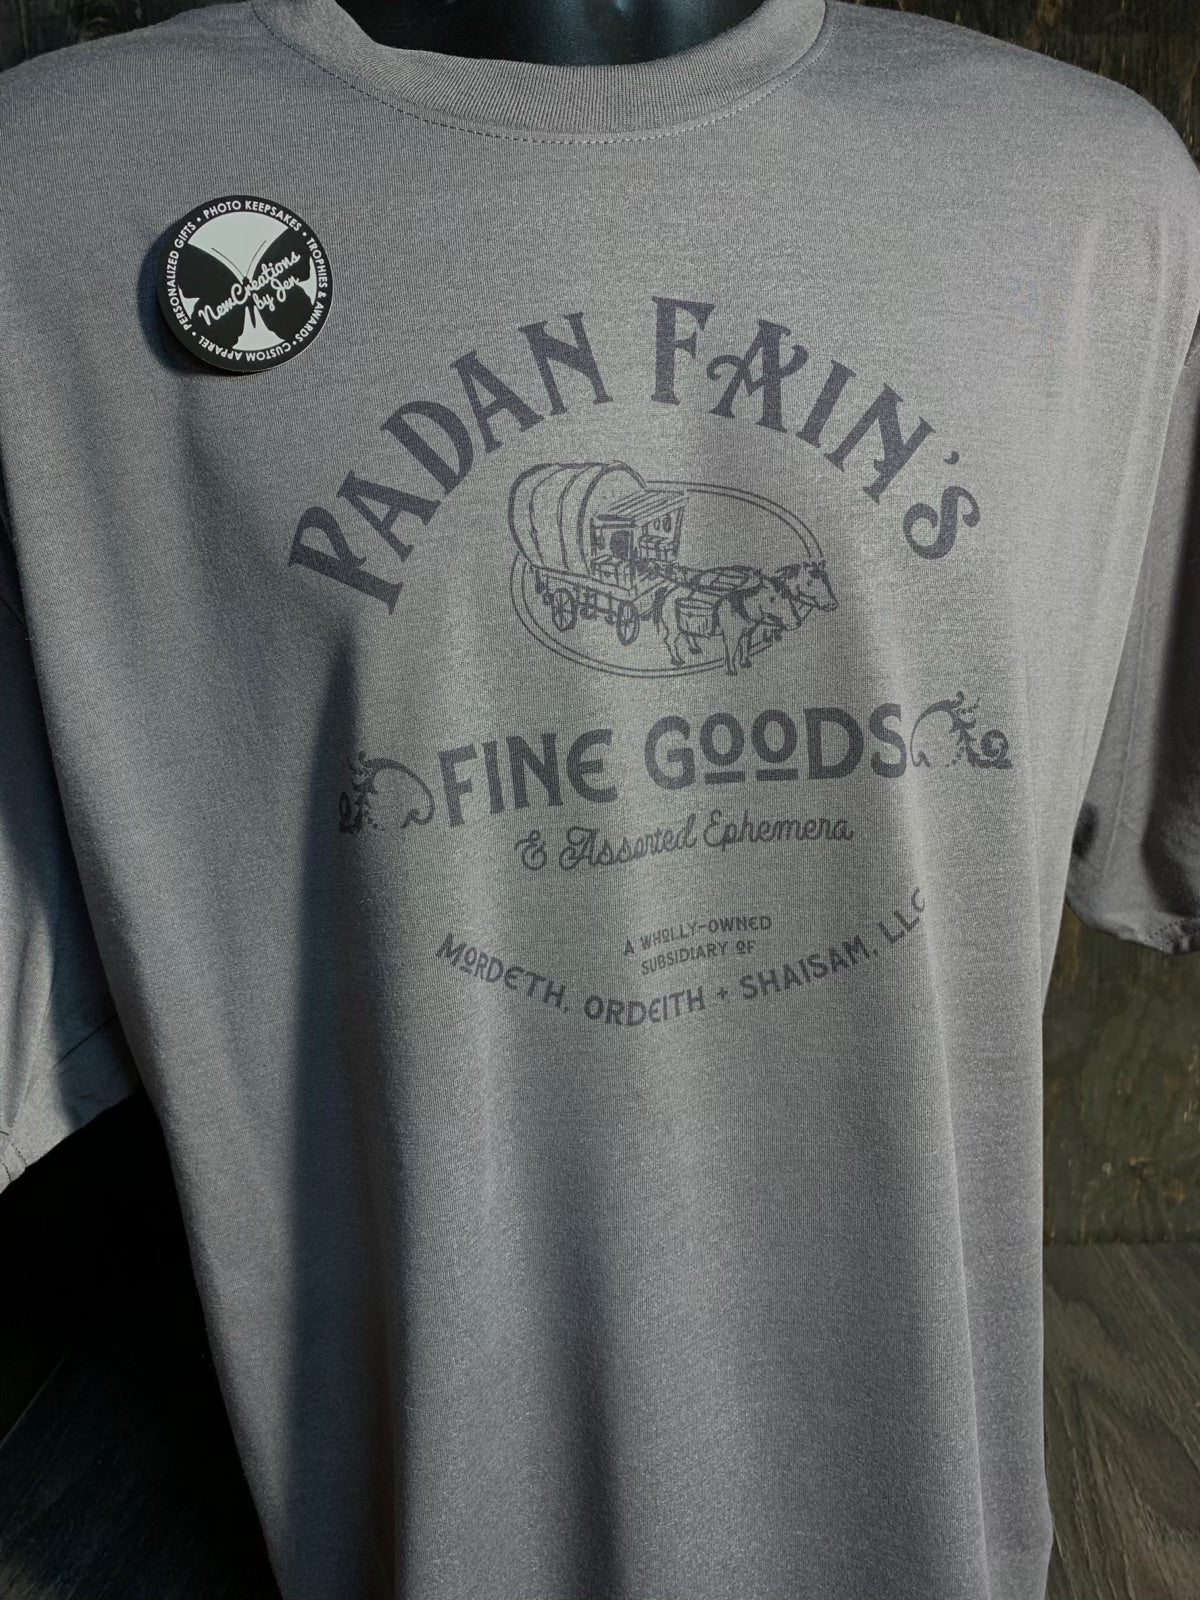 PERSONALIZED GIFTS • PHOTO KEEPSAKES • TROPHIES & AWARDS • CUSTOM APPAREL •
NewCreations
by Jen
PADAN FAIN'S
FINE GOODS
& Assorted Ephemera
A WHOLLY-OWNED
SUBSIDIARY OF
MORDETH, ORDEITH + SHAISAM, LLC